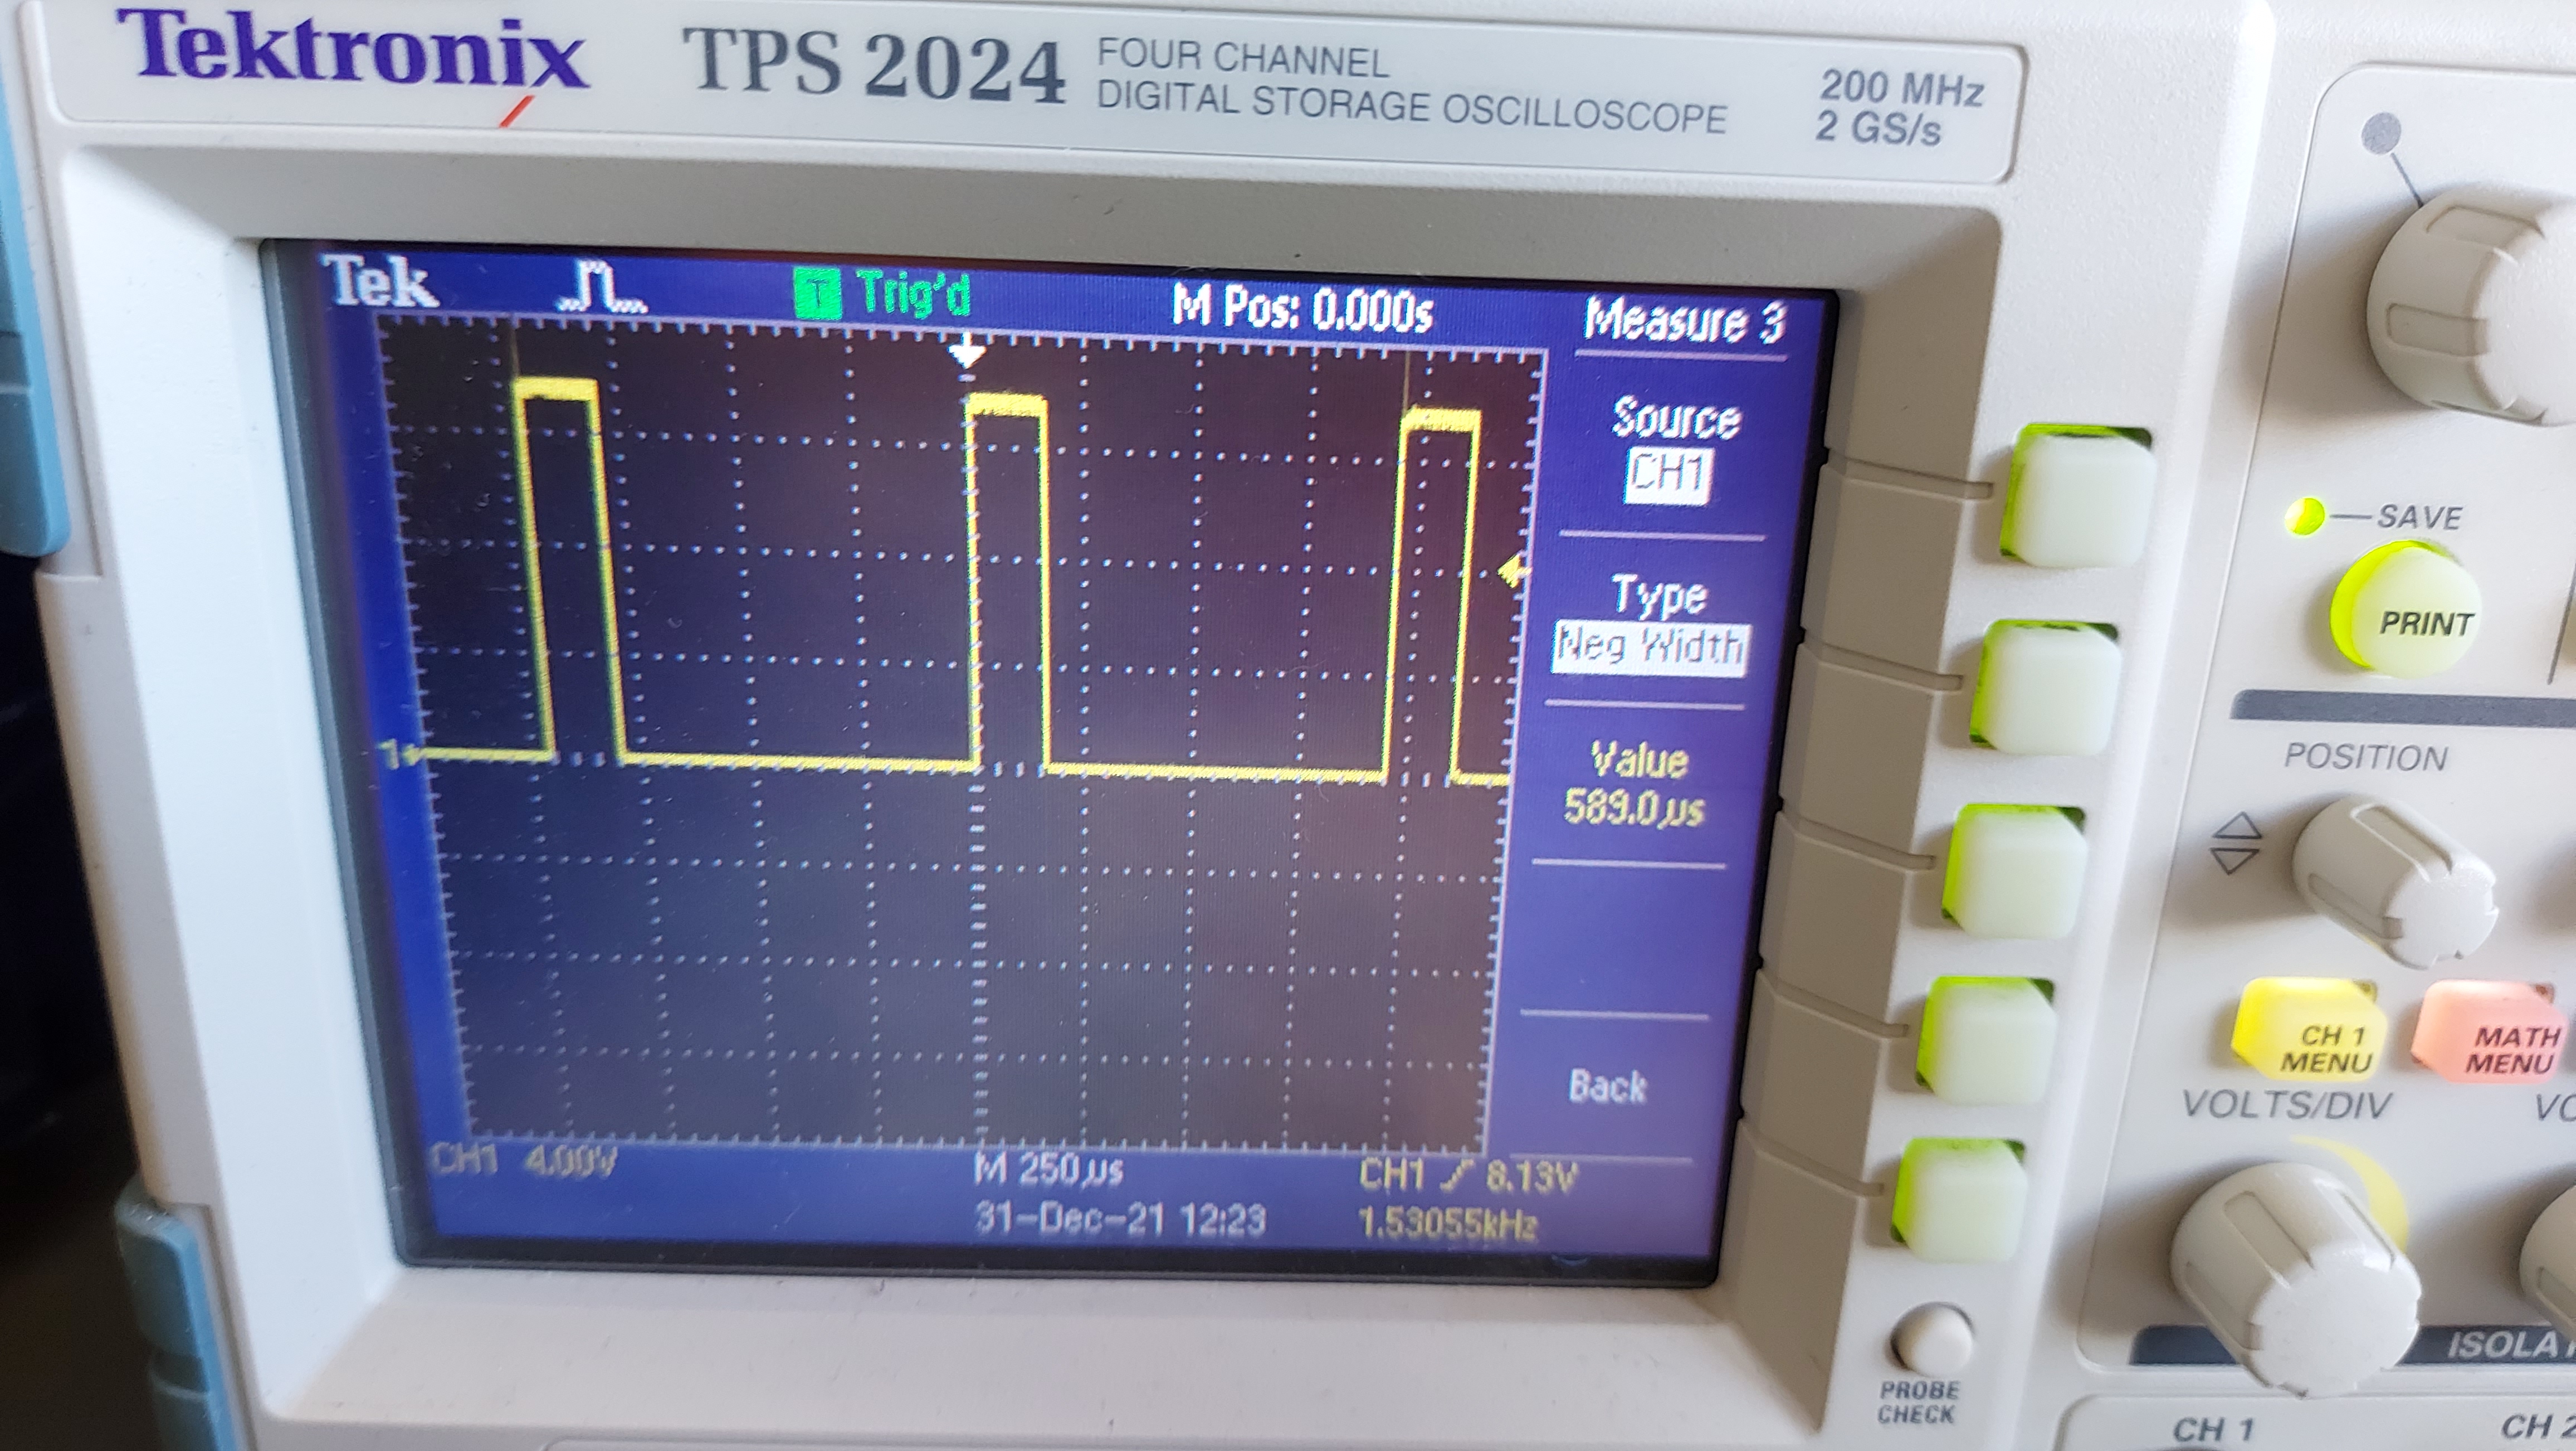 Tektronix TPS 2024 FOUR CHANNEL
DIGITAL STORAGE OSCILLOSCOPE
200 MHz
2 GS/s
Tek T Trig'd M Pos: 0.000s Measure 3
Source
CH1
Type
Neg Width
1
Value
589.0µs
Back
CH1 4.00V M 250µs CH1 8.13V
31-Dec-21 12:23 1.53055kHz
SAVE
PRINT
POSITION
CH 1
MENU
MATH
MENU
VOLTS/DIV
PROBE
CHECK
CH 1